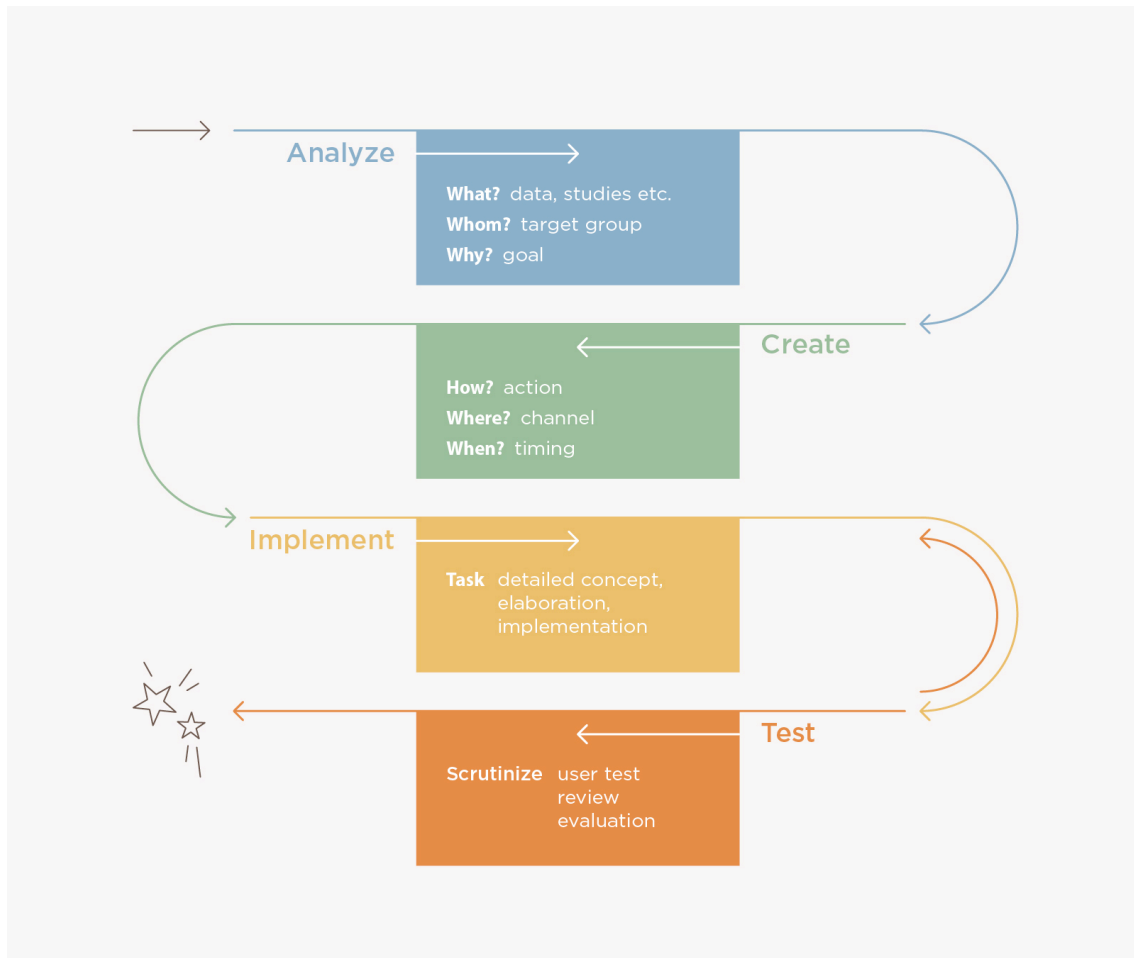 Analyze
What? data, studies etc.
Whom? target group
Why? goal
Create
How? action
Where? channel
When? timing
Implement
Task detailed concept,
elaboration,
implementation
Test
Scrutinize user test
review
evaluation